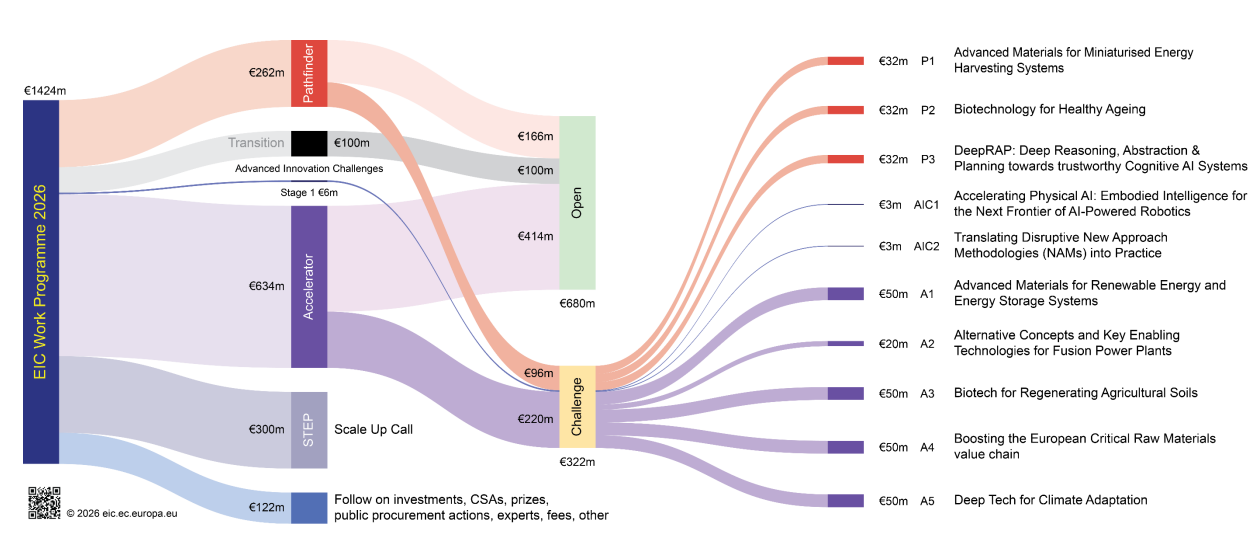 €1424m
EIC Work Programme 2026
€262m
Pathfinder
Transition
€100m
Advanced Innovation Challenges
Stage 1 €6m
€634m
Accelerator
€300m
STEP
Scale Up Call
€122m
Follow on investments, CSAs, prizes,
public procurement actions, experts, fees, other
© 2026 eic.ec.europa.eu
€166m
€100m
€414m
Open
€680m
€96m
€220m
Challenge
€322m
€32m P1 Advanced Materials for Miniaturised Energy
Harvesting Systems
€32m P2 Biotechnology for Healthy Ageing
€32m P3 DeepRAP: Deep Reasoning, Abstraction &
Planning towards trustworthy Cognitive AI Systems
€3m AIC1 Accelerating Physical AI: Embodied Intelligence for
the Next Frontier of AI-Powered Robotics
€3m AIC2 Translating Disruptive New Approach
Methodologies (NAMs) into Practice
€50m A1 Advanced Materials for Renewable Energy and
Energy Storage Systems
€20m A2 Alternative Concepts and Key Enabling
Technologies for Fusion Power Plants
€50m A3 Biotech for Regenerating Agricultural Soils
€50m A4 Boosting the European Critical Raw Materials
value chain
€50m A5 Deep Tech for Climate Adaptation